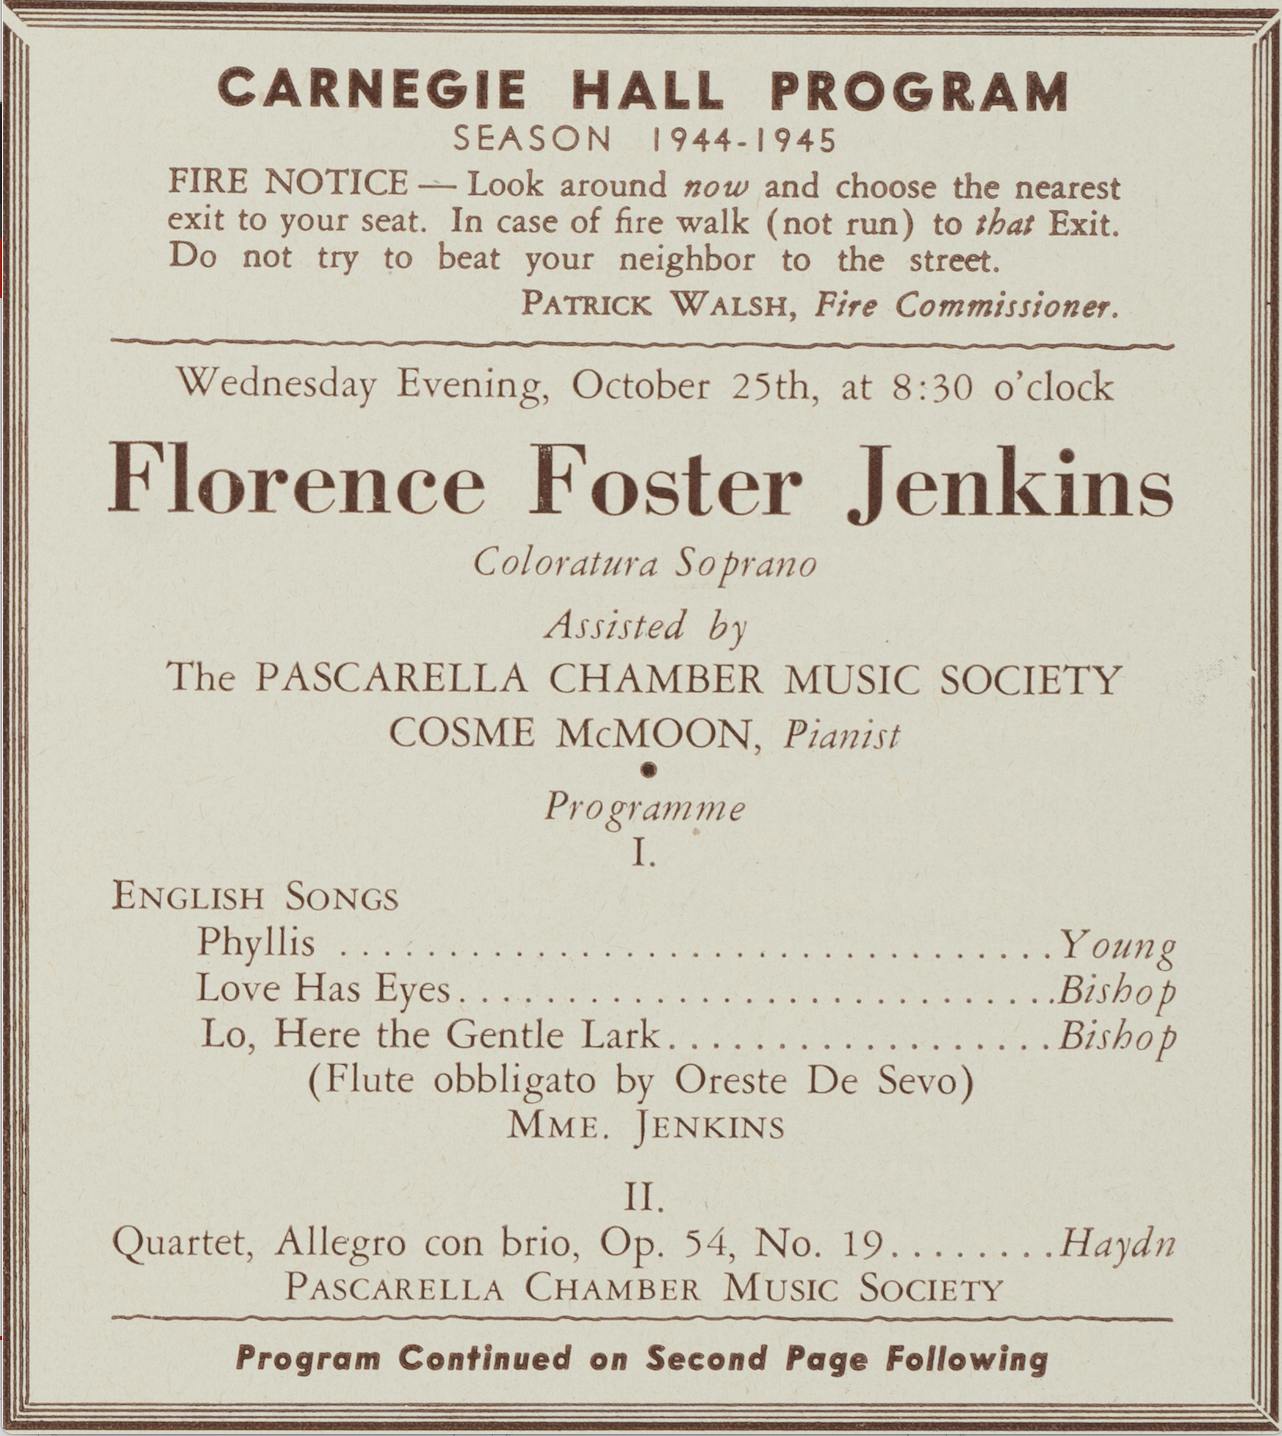 CARNEGIE HALL PROGRAM
SEASON 1944-1945
FIRE NOTICE — Look around now and choose the nearest
exit to your seat. In case of fire walk (not run) to that Exit.
Do not try to beat your neighbor to the street.
PATRICK WALSH, Fire Commissioner.
Wednesday Evening, October 25th, at 8:30 o'clock
Florence Foster Jenkins
Coloratura Soprano
Assisted by
The PASCARELLA CHAMBER MUSIC SOCIETY
COSME McMOON, Pianist
Programme
I.
ENGLISH SONGS
Phyllis . . . . . . . . . . . . . . . . . . . . . . . . . . . . . . . . . Young
Love Has Eyes . . . . . . . . . . . . . . . . . . . . . . . . . . . . Bishop
Lo, Here the Gentle Lark . . . . . . . . . . . . . . . . . . Bishop
(Flute obbligato by Oreste De Sevo)
MME. JENKINS
II.
Quartet, Allegro con brio, Op. 54, No. 19 . . . . . . . . Haydn
PASCARELLA CHAMBER MUSIC SOCIETY
Program Continued on Second Page Following